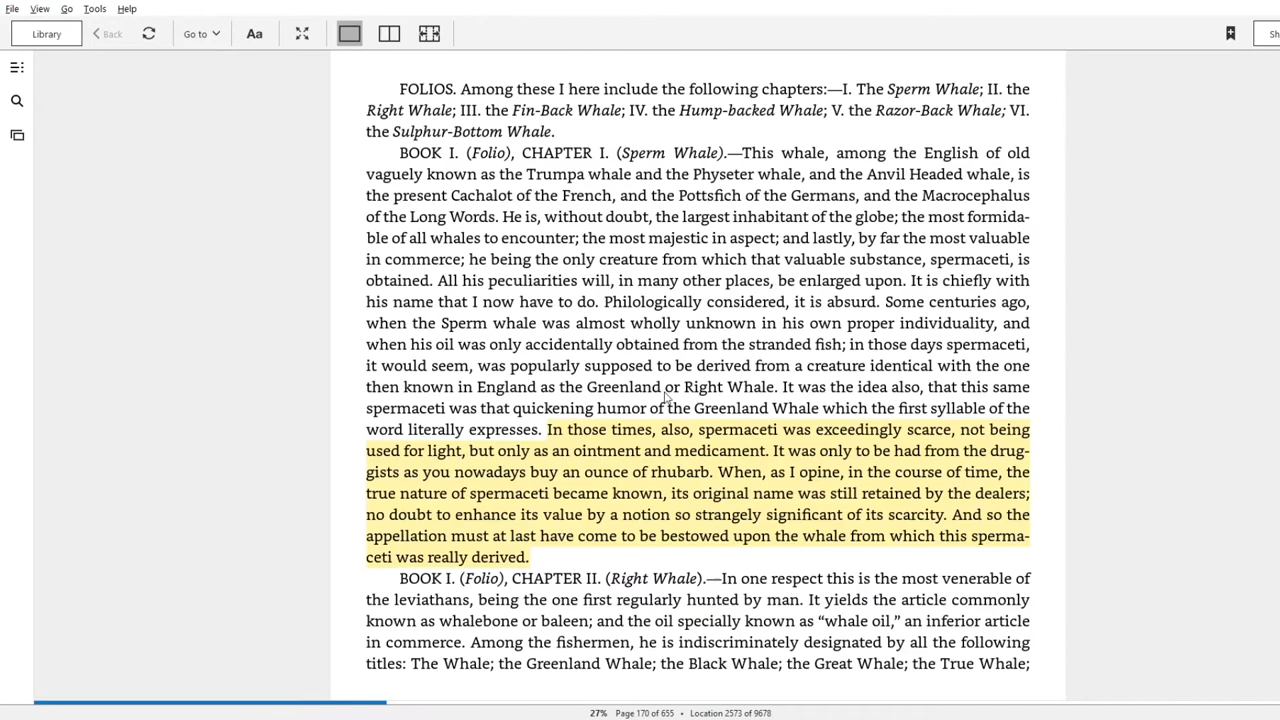 File View Go Tools Help
Library Back Go to Aa Sh
FOLIOS. Among these I here include the following chapters:—I. The Sperm Whale; II. the
Right Whale; III. the Fin-Back Whale; IV. the Hump-backed Whale; V. the Razor-Back Whale; VI.
the Sulphur-Bottom Whale.
BOOK I. (Folio), CHAPTER I. (Sperm Whale).—This whale, among the English of old
vaguely known as the Trumpa whale and the Physeter whale, and the Anvil Headed whale, is
the present Cachalot of the French, and the Pottsfich of the Germans, and the Macrocephalus
of the Long Words. He is, without doubt, the largest inhabitant of the globe; the most formida-
ble of all whales to encounter; the most majestic in aspect; and lastly, by far the most valuable
in commerce; he being the only creature from which that valuable substance, spermaceti, is
obtained. All his peculiarities will, in many other places, be enlarged upon. It is chiefly with
his name that I now have to do. Philologically considered, it is absurd. Some centuries ago,
when the Sperm whale was almost wholly unknown in his own proper individuality, and
when his oil was only accidentally obtained from the stranded fish; in those days spermaceti,
it would seem, was popularly supposed to be derived from a creature identical with the one
then known in England as the Greenland or Right Whale. It was the idea also, that this same
spermaceti was that quickening humor of the Greenland Whale which the first syllable of the
word literally expresses. In those times, also, spermaceti was exceedingly scarce, not being
used for light, but only as an ointment and medicament. It was only to be had from the drug-
gists as you nowadays buy an ounce of rhubarb. When, as I opine, in the course of time, the
true nature of spermaceti became known, its original name was still retained by the dealers;
no doubt to enhance its value by a notion so strangely significant of its scarcity. And so the
appellation must at last have come to be bestowed upon the whale from which this sperma-
ceti was really derived.
BOOK I. (Folio), CHAPTER II. (Right Whale).—In one respect this is the most venerable of
the leviathans, being the one first regularly hunted by man. It yields the article commonly
known as whalebone or baleen; and the oil specially known as “whale oil,” an inferior article
in commerce. Among the fishermen, he is indiscriminately designated by all the following
titles: The Whale; the Greenland Whale; the Black Whale; the Great Whale; the True Whale;
27% Page 170 of 655 • Location 2573 of 9678